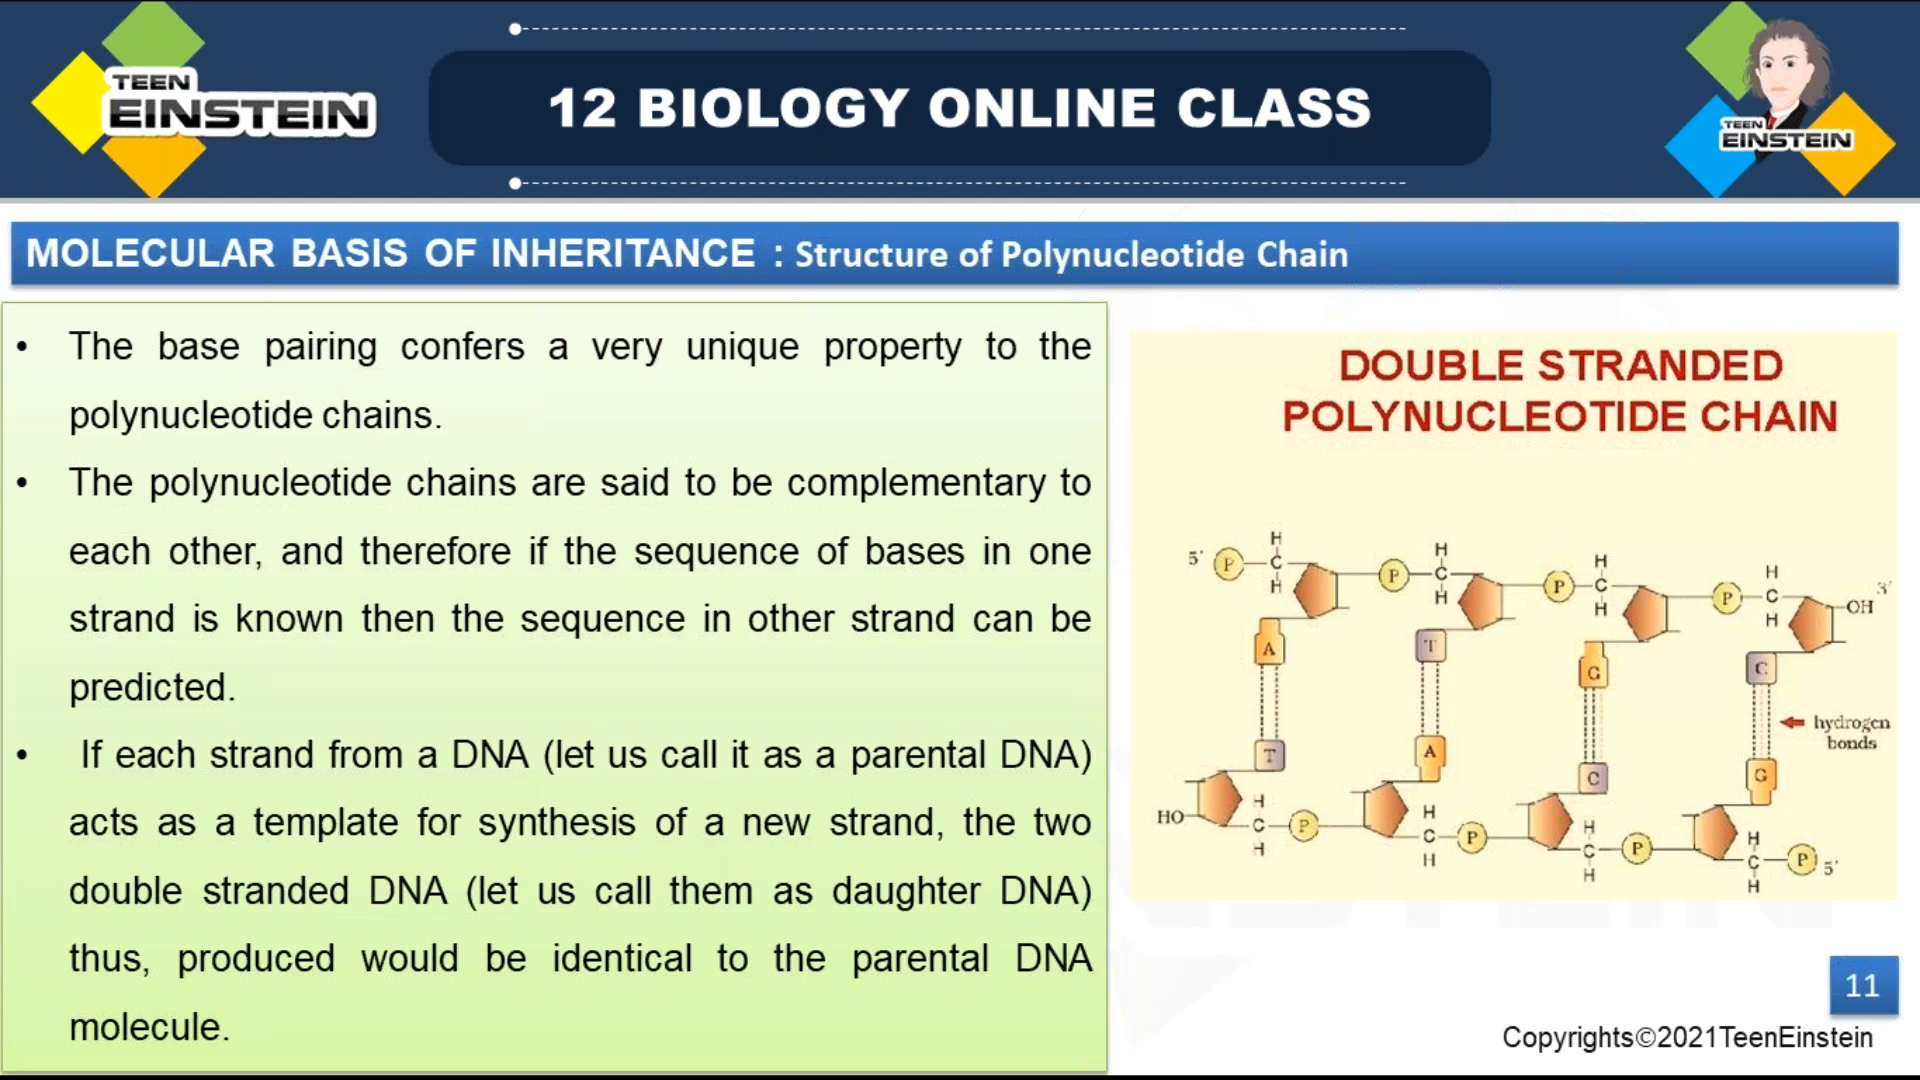 TEEN
EINSTEIN
12 BIOLOGY ONLINE CLASS
TEEN
EINSTEIN
MOLECULAR BASIS OF INHERITANCE : Structure of Polynucleotide Chain
• The base pairing confers a very unique property to the
polynucleotide chains.
• The polynucleotide chains are said to be complementary to
each other, and therefore if the sequence of bases in one
strand is known then the sequence in other strand can be
predicted.
• If each strand from a DNA (let us call it as a parental DNA)
acts as a template for synthesis of a new strand, the two
double stranded DNA (let us call them as daughter DNA)
thus, produced would be identical to the parental DNA
molecule.
DOUBLE STRANDED
POLYNUCLEOTIDE CHAIN
H H H H
5' P C P C P C P C 3'
H H H H OH
A T G C
hydrogen
bonds
T A C G
HO H H H H
C P C P C P C P 5'
H H H H
11
Copyrights©2021TeenEinstein